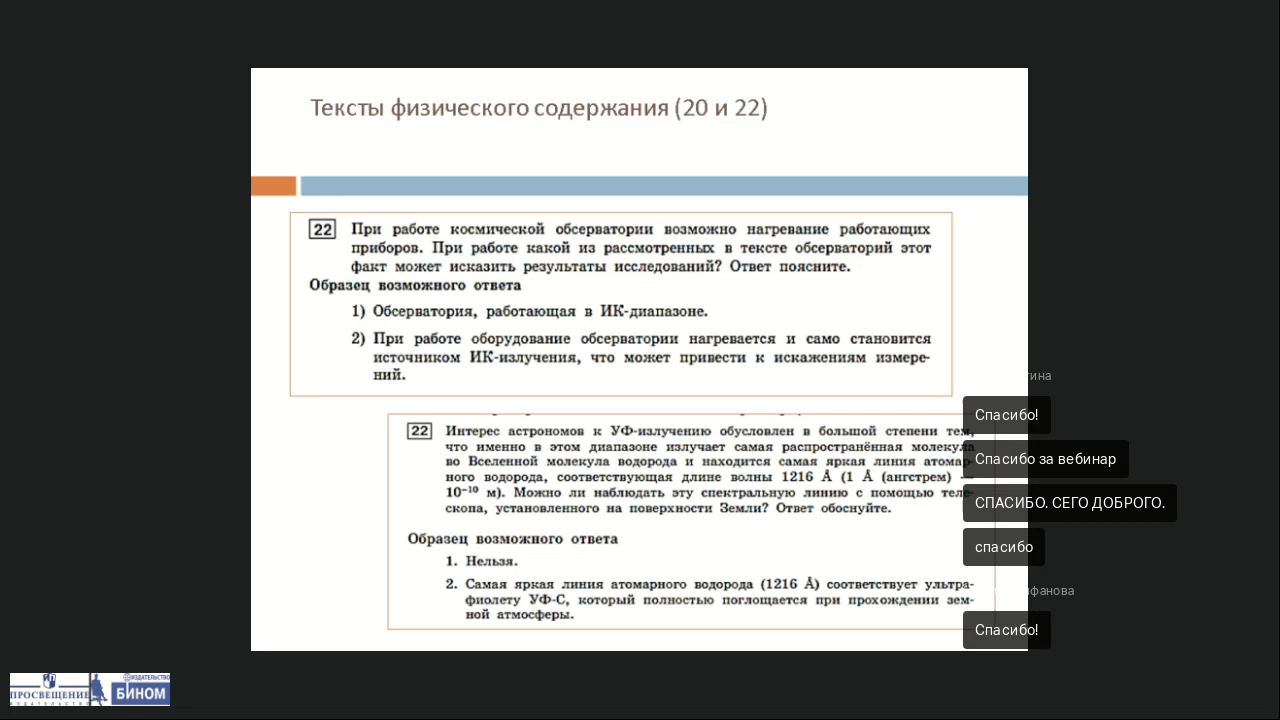 Тексты физического содержания (20 и 22)
22 При работе космической обсерватории возможно нагревание работающих
приборов. При работе какой из рассмотренных в тексте обсерваторий этот
факт может исказить результаты исследований? Ответ поясните.
Образец возможного ответа
1) Обсерватория, работающая в ИК-диапазоне.
2) При работе оборудование обсерватории нагревается и само становится
источником ИК-излучения, что может привести к искажениям измере-
ний.
22 Интерес астрономов к УФ-излучению обусловлен в большой степени тем,
что именно в этом диапазоне излучает самая распространённая молекула
во Вселенной молекула водорода и находится самая яркая линия атомар-
ного водорода, соответствующая длине волны 1216 Å (1 Å (ангстрем) —
10⁻¹⁰ м). Можно ли наблюдать эту спектральную линию с помощью теле-
скопа, установленного на поверхности Земли? Ответ обоснуйте.
Образец возможного ответа
1. Нельзя.
2. Самая яркая линия атомарного водорода (1216 Å) соответствует ультра-
фиолету УФ-С, который полностью поглощается при прохождении зем-
ной атмосферы.
Спасибо!
Спасибо за вебинар
СПАСИБО. СЕГО ДОБРОГО.
спасибо
Спасибо!
ПРОСВЕЩЕНИЕ
ИЗДАТЕЛЬСТВО
ИЗДАТЕЛЬСТВО
БИНОМ